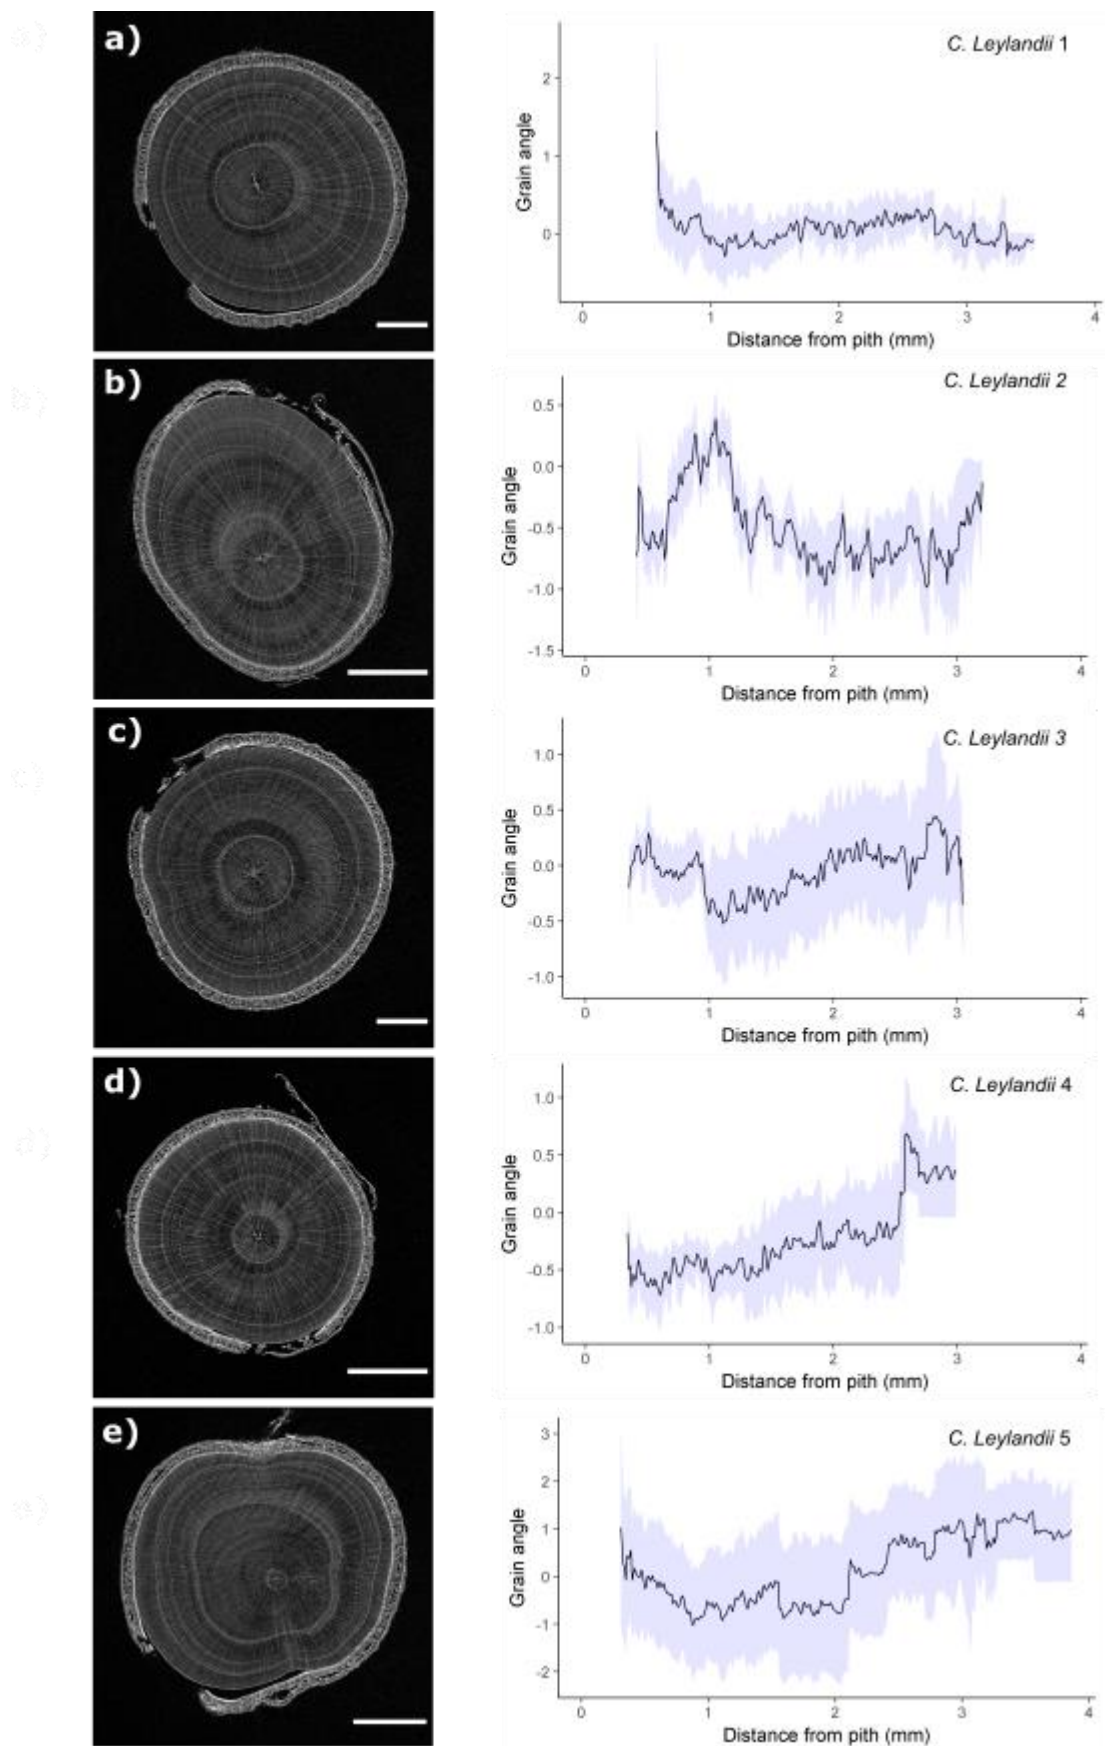 a)
C. Leylandii 1
Grain angle
2
1
0
0 1 2 3 4
Distance from pith (mm)
b)
C. Leylandii 2
Grain angle
0.5
0.0
-0.5
-1.0
-1.5
0 1 2 3 4
Distance from pith (mm)
c)
C. Leylandii 3
Grain angle
1.0
0.5
0.0
-0.5
-1.0
0 1 2 3 4
Distance from pith (mm)
d)
C. Leylandii 4
Grain angle
1.0
0.5
0.0
-0.5
-1.0
0 1 2 3 4
Distance from pith (mm)
e)
C. Leylandii 5
Grain angle
3
2
1
0
-1
-2
0 1 2 3 4
Distance from pith (mm)